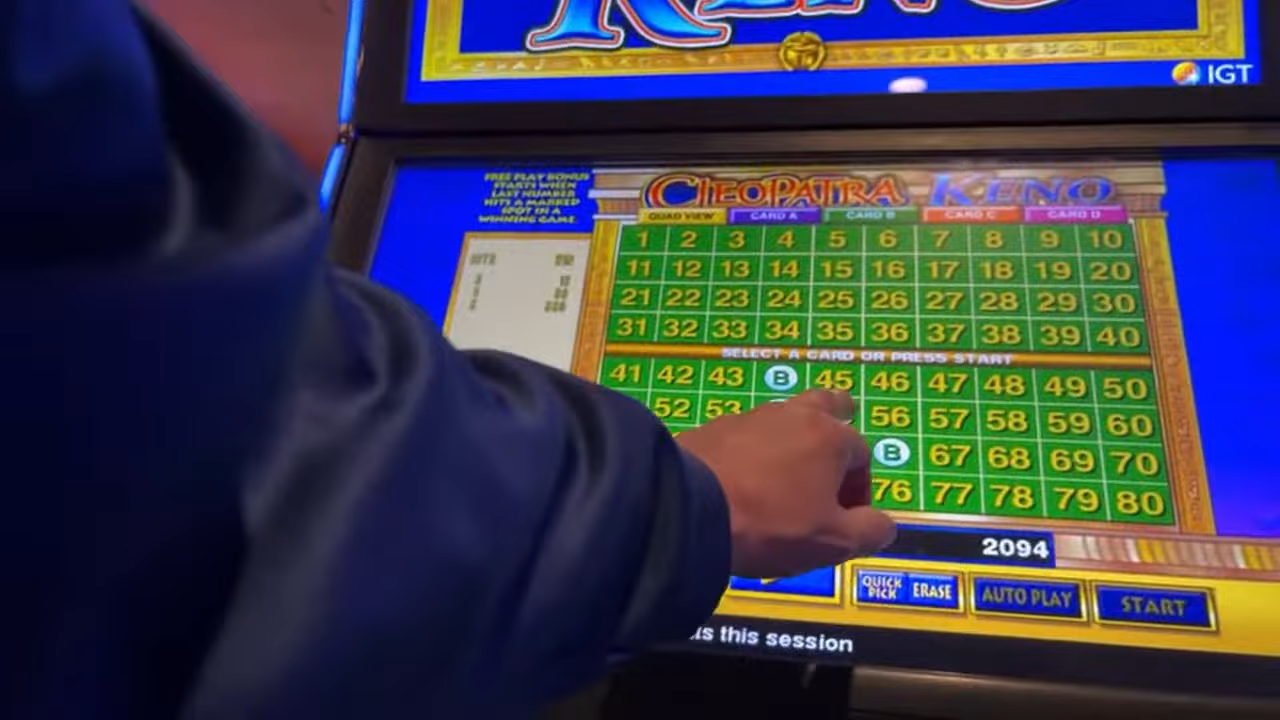 KENO
IGT
FREE PLAY BONUS
STARTS WHEN
LAST NUMBER
HITS A MARKED
SPOT IN A
WINNING GAME.
CLEOPATRA KENO
QUAD VIEW CARD A CARD B CARD C CARD D
1 2 3 4 5 6 7 8 9 10
11 12 13 14 15 16 17 18 19 20
21 22 23 24 25 26 27 28 29 30
31 32 33 34 35 36 37 38 39 40
SELECT A CARD OR PRESS START
41 42 43 B 45 46 47 48 49 50
52 53 56 57 58 59 60
B 67 68 69 70
76 77 78 79 80
2094
QUICK PICK ERASE AUTO PLAY START
this session